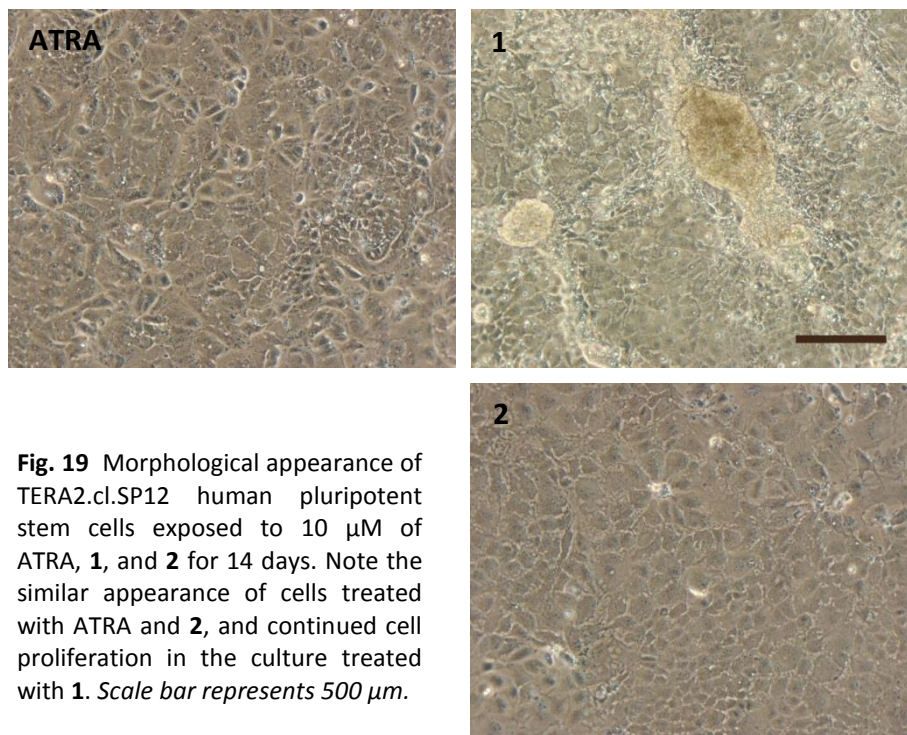 ATRA
1
2
Fig. 19 Morphological appearance of
TERA2.cl.SP12 human pluripotent
stem cells exposed to 10 µM of
ATRA, 1, and 2 for 14 days. Note the
similar appearance of cells treated
with ATRA and 2, and continued cell
proliferation in the culture treated
with 1. Scale bar represents 500 µm.